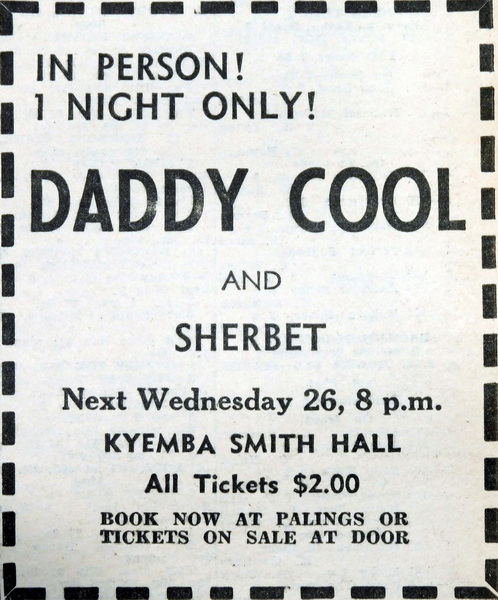 IN PERSON!
1 NIGHT ONLY!
DADDY COOL
AND
SHERBET
Next Wednesday 26, 8 p.m.
KYEMBA SMITH HALL
All Tickets $2.00
BOOK NOW AT PALINGS OR
TICKETS ON SALE AT DOOR